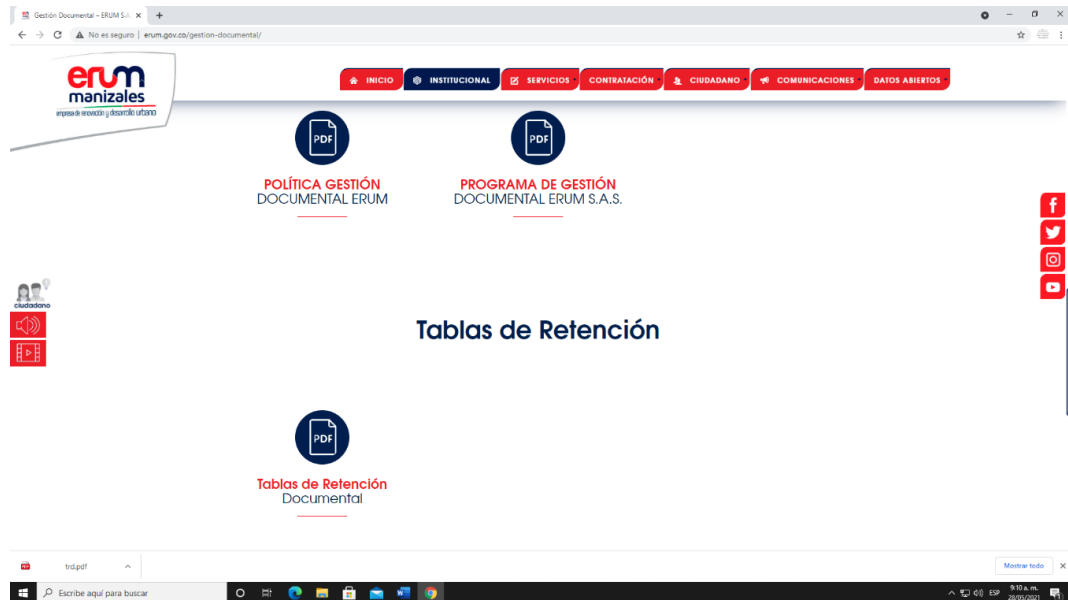 Gestión Documental – ERUM S.A.
No es seguro | erum.gov.co/gestion-documental/
erum
manizales
empresa de renovación y desarrollo urbano
INICIO
INSTITUCIONAL
SERVICIOS
CONTRATACIÓN
CIUDADANO
COMUNICACIONES
DATOS ABIERTOS
PDF
PDF
POLÍTICA GESTIÓN
DOCUMENTAL ERUM
PROGRAMA DE GESTIÓN
DOCUMENTAL ERUM S.A.S.
ciudadano
Tablas de Retención
PDF
Tablas de Retención
Documental
trd.pdf
Mostrar todo
Escribe aquí para buscar
ESP
9:10 a. m.
28/05/2021